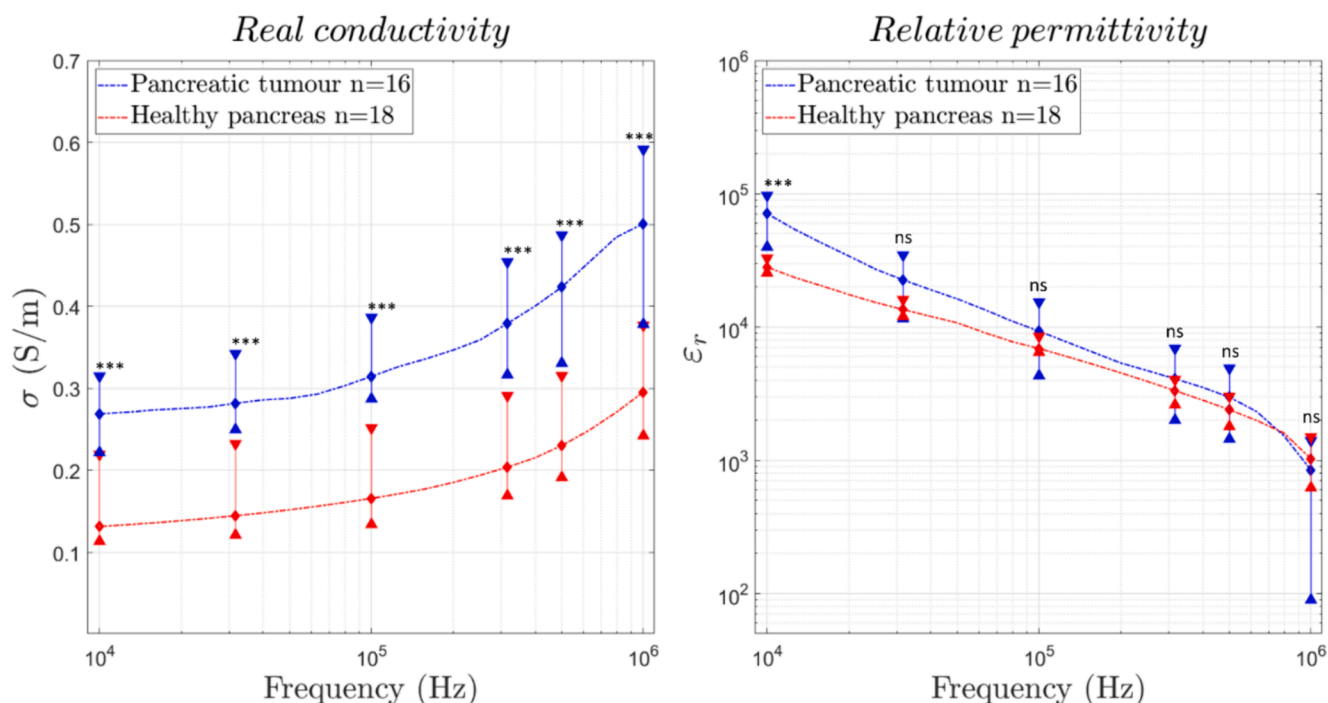 Real conductivity
Pancreatic tumour n=16
Healthy pancreas n=18
0.7
0.6
0.5
0.4
0.3
0.2
0.1
σ (S/m)
***
***
***
***
***
***
10⁴
10⁵
10⁶
Frequency (Hz)
Relative permittivity
Pancreatic tumour n=16
Healthy pancreas n=18
10⁶
10⁵
10⁴
10³
10²
εᵣ
***
ns
ns
ns
ns
ns
10⁴
10⁵
10⁶
Frequency (Hz)